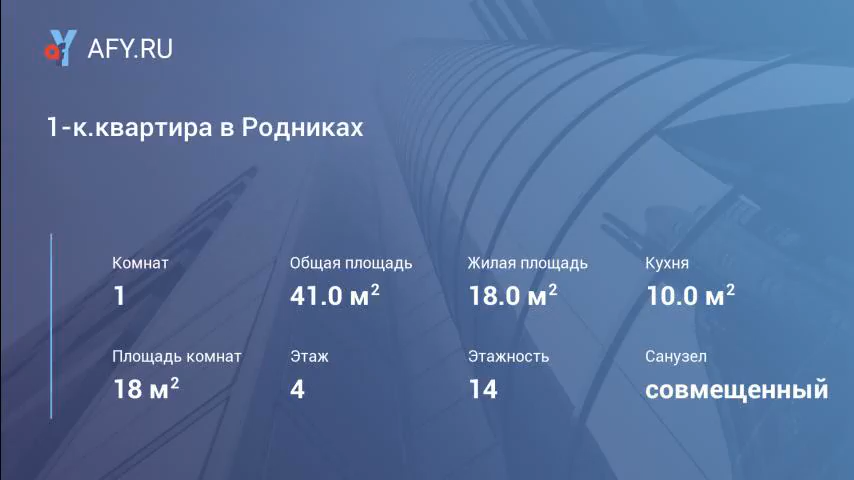 AFY.RU
1-к.квартира в Родниках
Комнат
1
Общая площадь
41.0 м²
Жилая площадь
18.0 м²
Кухня
10.0 м²
Площадь комнат
18 м²
Этаж
4
Этажность
14
Санузел
совмещенный